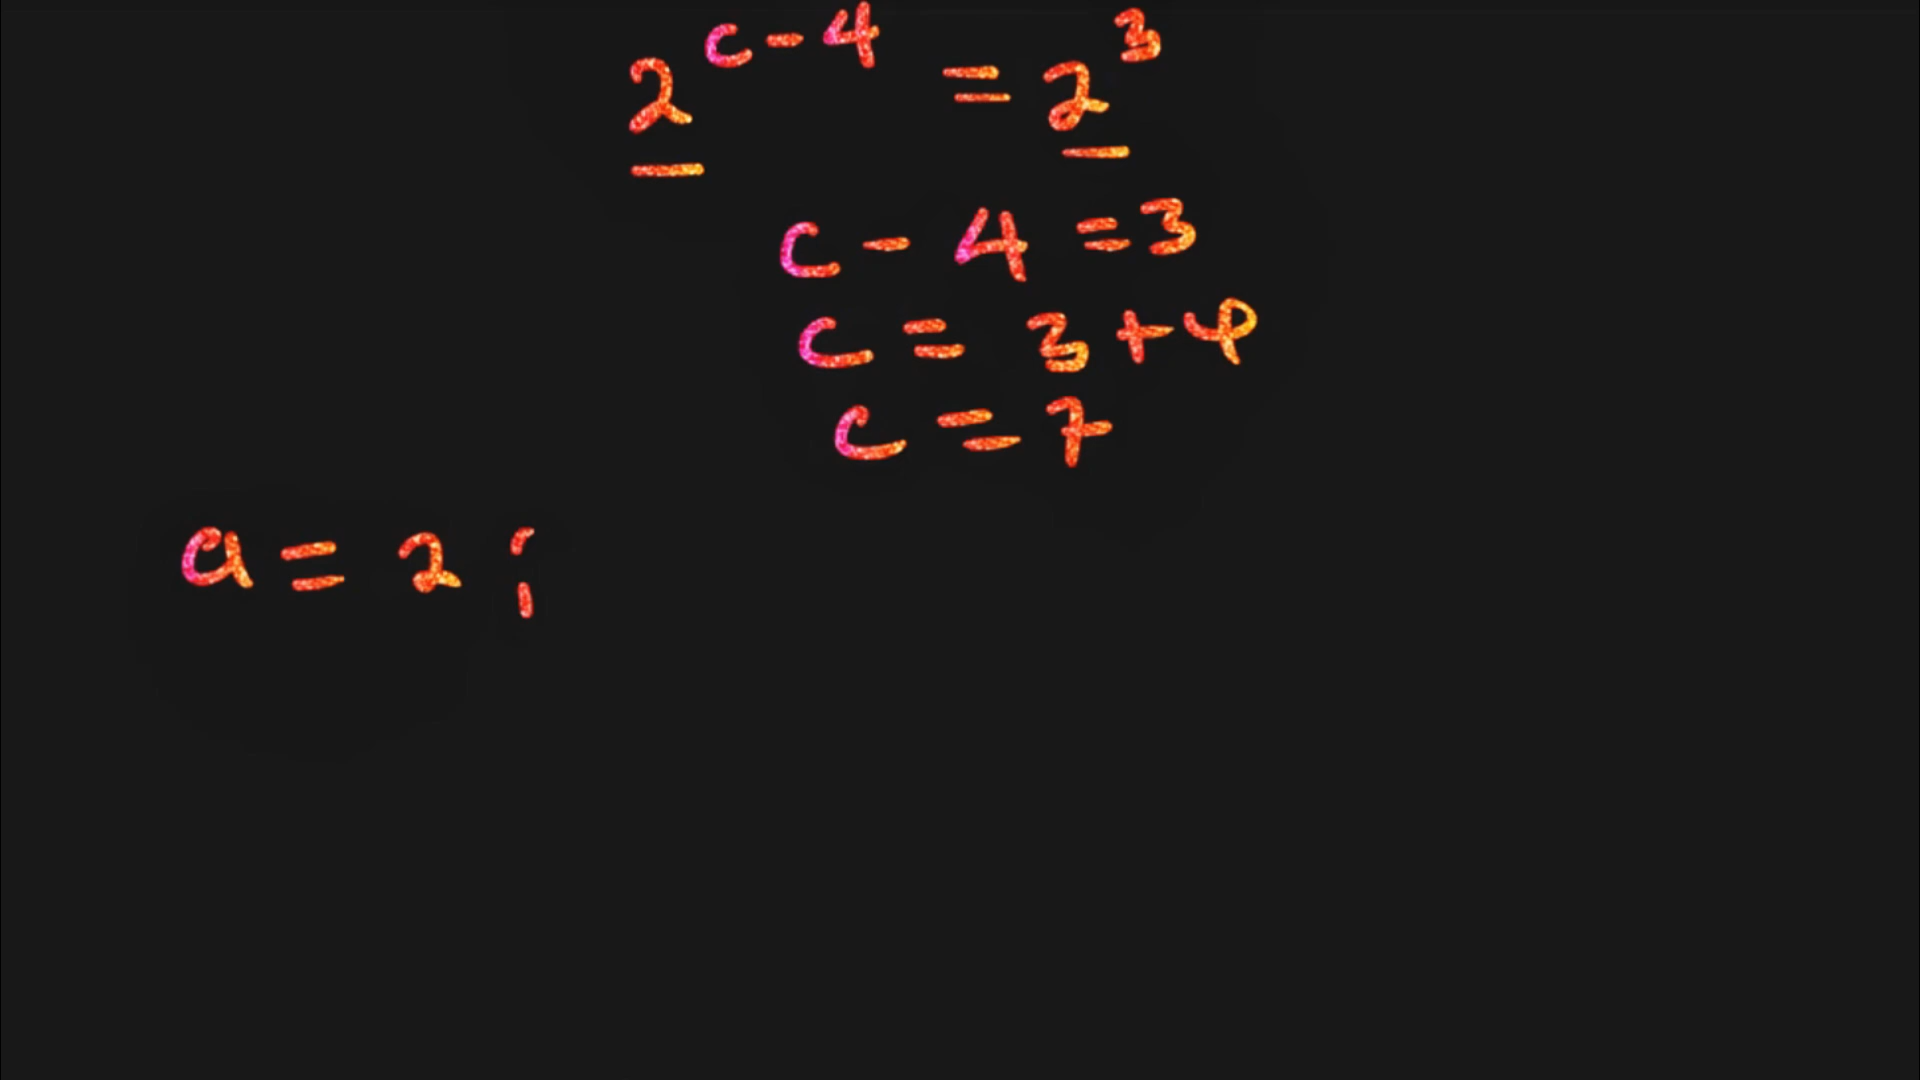 2^{c-4} = 2^3
c - 4 = 3
c = 3 + 4
c = 7
a = 2 ;